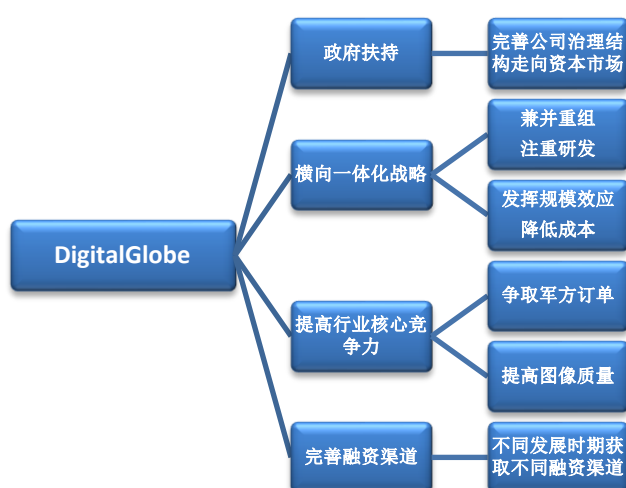 DigitalGlobe
政府扶持
完善公司治理结
构走向资本市场
横向一体化战略
兼并重组
注重研发
发挥规模效应
降低成本
提高行业核心竞
争力
争取军方订单
提高图像质量
完善融资渠道
不同发展时期获
取不同融资渠道